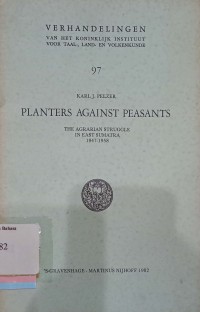 VERHANDELINGEN
VAN HET KONINKLIJK INSTITUUT
VOOR TAAL-, LAND- EN VOLKENKUNDE
97
KARL J. PELZER
PLANTERS AGAINST PEASANTS
THE AGRARIAN STRUGGLE
IN EAST SUMATRA
1947-1958
82
'S-GRAVENHAGE - MARTINUS NIJHOFF 1982